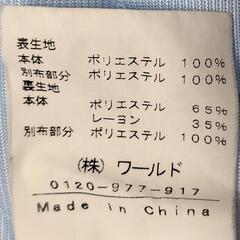 表生地
本体 ポリエステル 100%
別布部分 ポリエステル 100%
裏生地
本体 ポリエステル 65%
レーヨン 35%
別布部分 ポリエステル 100%
(株) ワールド
0120-977-917
Made in China